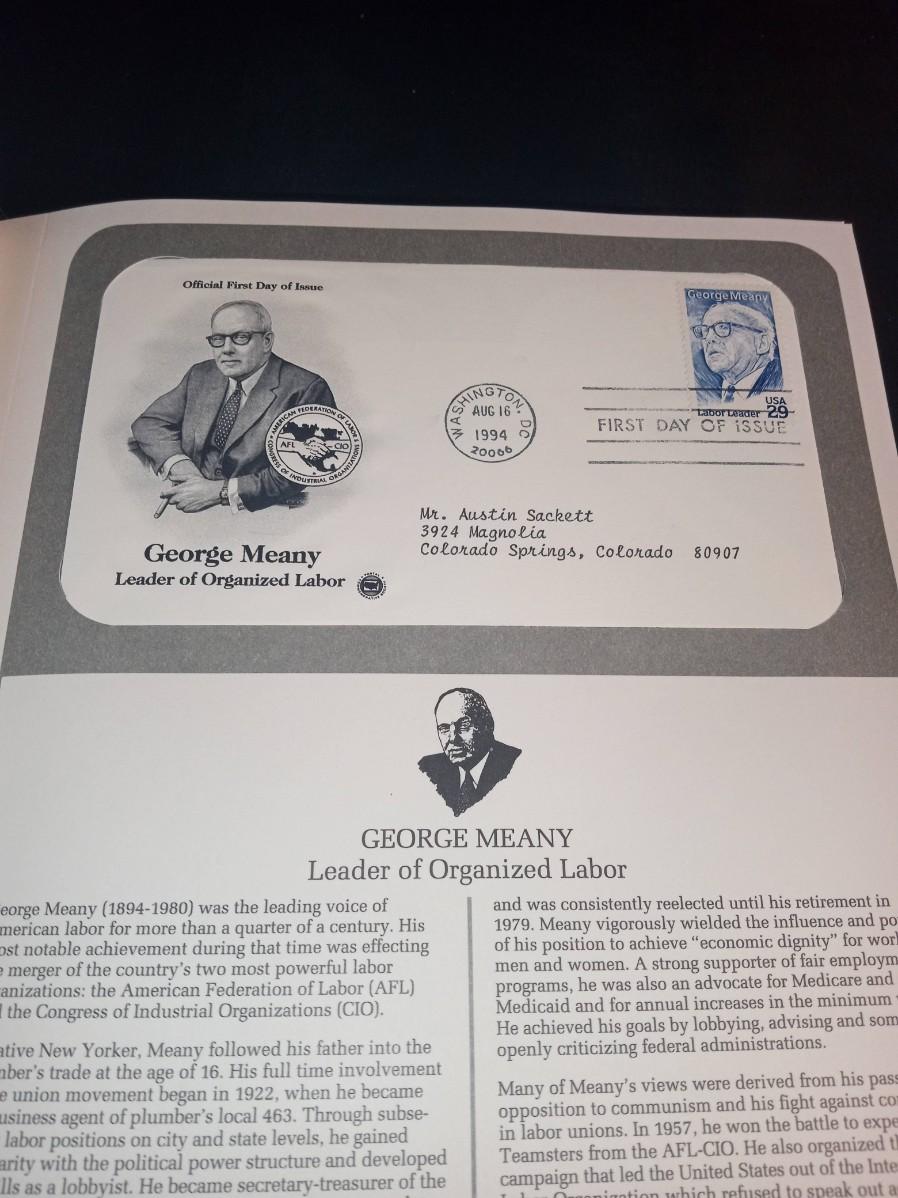 Official First Day of Issue
George Meany
AMERICAN FEDERATION OF LABOR
AFL CIO
CONGRESS OF INDUSTRIAL ORGANIZATIONS
WASHINGTON, DC
AUG 16
1994
20066
USA
Labor Leader 29
FIRST DAY OF ISSUE
Mr. Austin Sackett
3924 Magnolia
Colorado Springs, Colorado 80907
George Meany
Leader of Organized Labor
GEORGE MEANY
Leader of Organized Labor
eorge Meany (1894-1980) was the leading voice of
merican labor for more than a quarter of a century. His
ost notable achievement during that time was effecting
e merger of the country's two most powerful labor
anizations: the American Federation of Labor (AFL)
the Congress of Industrial Organizations (CIO).
ative New Yorker, Meany followed his father into the
mber's trade at the age of 16. His full time involvement
e union movement began in 1922, when he became
usiness agent of plumber's local 463. Through subse-
labor positions on city and state levels, he gained
arity with the political power structure and developed
lls as a lobbyist. He became secretary-treasurer of the
and was consistently reelected until his retirement in
1979. Meany vigorously wielded the influence and po
of his position to achieve "economic dignity" for wor
men and women. A strong supporter of fair employm
programs, he was also an advocate for Medicare and
Medicaid and for annual increases in the minimum
He achieved his goals by lobbying, advising and som
openly criticizing federal administrations.
Many of Meany's views were derived from his pas
opposition to communism and his fight against co
in labor unions. In 1957, he won the battle to expe
Teamsters from the AFL-CIO. He also organized t
campaign that led the United States out of the Inte
Labor Organization which refused to speak out a